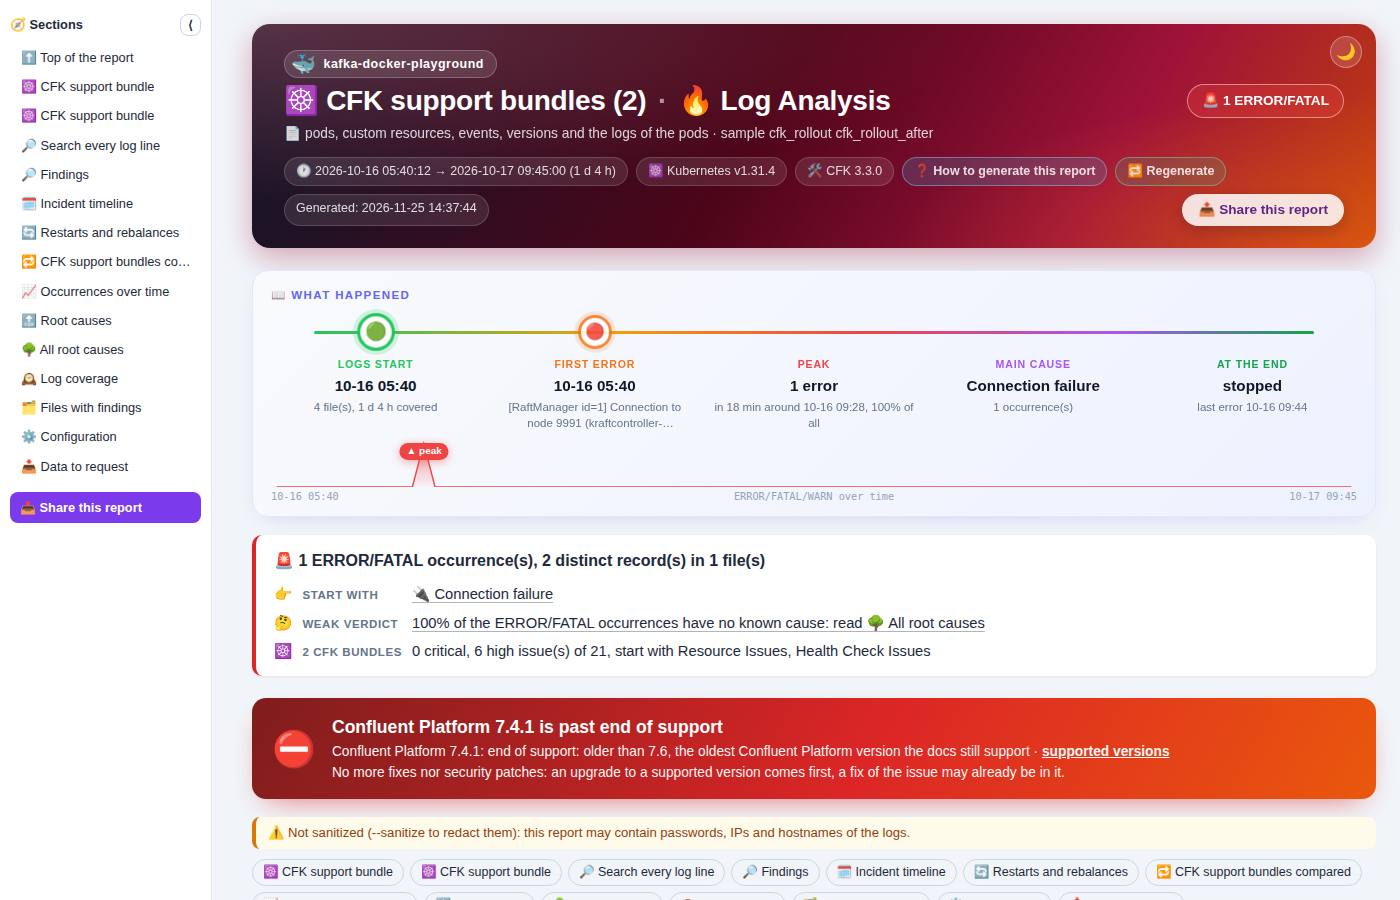 🧭 Sections
⟨
⬆️ Top of the report
☸️ CFK support bundle
☸️ CFK support bundle
🔎 Search every log line
🔎 Findings
🗓️ Incident timeline
🔄 Restarts and rebalances
🔁 CFK support bundles co…
📈 Occurrences over time
🔝 Root causes
🌳 All root causes
🕰️ Log coverage
🗂️ Files with findings
⚙️ Configuration
📥 Data to request
📤 Share this report
🐳 kafka-docker-playground
🌙
☸️ CFK support bundles (2) · 🔥 Log Analysis
🚨 1 ERROR/FATAL
📄 pods, custom resources, events, versions and the logs of the pods · sample cfk_rollout cfk_rollout_after
🕐 2026-10-16 05:40:12 → 2026-10-17 09:45:00 (1 d 4 h)
☸️ Kubernetes v1.31.4
🛠️ CFK 3.3.0
❓ How to generate this report
🔁 Regenerate
Generated: 2026-11-25 14:37:44
📤 Share this report
📖 WHAT HAPPENED
LOGS START
10-16 05:40
4 file(s), 1 d 4 h covered
FIRST ERROR
10-16 05:40
[RaftManager id=1] Connection to
node 9991 (kraftcontroller-…
PEAK
1 error
in 18 min around 10-16 09:28, 100% of
all
MAIN CAUSE
Connection failure
1 occurrence(s)
AT THE END
stopped
last error 10-16 09:44
▲ peak
10-16 05:40
ERROR/FATAL/WARN over time
10-17 09:45
🚨 1 ERROR/FATAL occurrence(s), 2 distinct record(s) in 1 file(s)
👉 START WITH 🔌 Connection failure
🤔 WEAK VERDICT 100% of the ERROR/FATAL occurrences have no known cause: read 🌳 All root causes
☸️ 2 CFK BUNDLES 0 critical, 6 high issue(s) of 21, start with Resource Issues, Health Check Issues
⛔ Confluent Platform 7.4.1 is past end of support
Confluent Platform 7.4.1: end of support: older than 7.6, the oldest Confluent Platform version the docs still support · supported versions
No more fixes nor security patches: an upgrade to a supported version comes first, a fix of the issue may already be in it.
⚠️ Not sanitized (--sanitize to redact them): this report may contain passwords, IPs and hostnames of the logs.
☸️ CFK support bundle
☸️ CFK support bundle
🔎 Search every log line
🔎 Findings
🗓️ Incident timeline
🔄 Restarts and rebalances
🔁 CFK support bundles compared